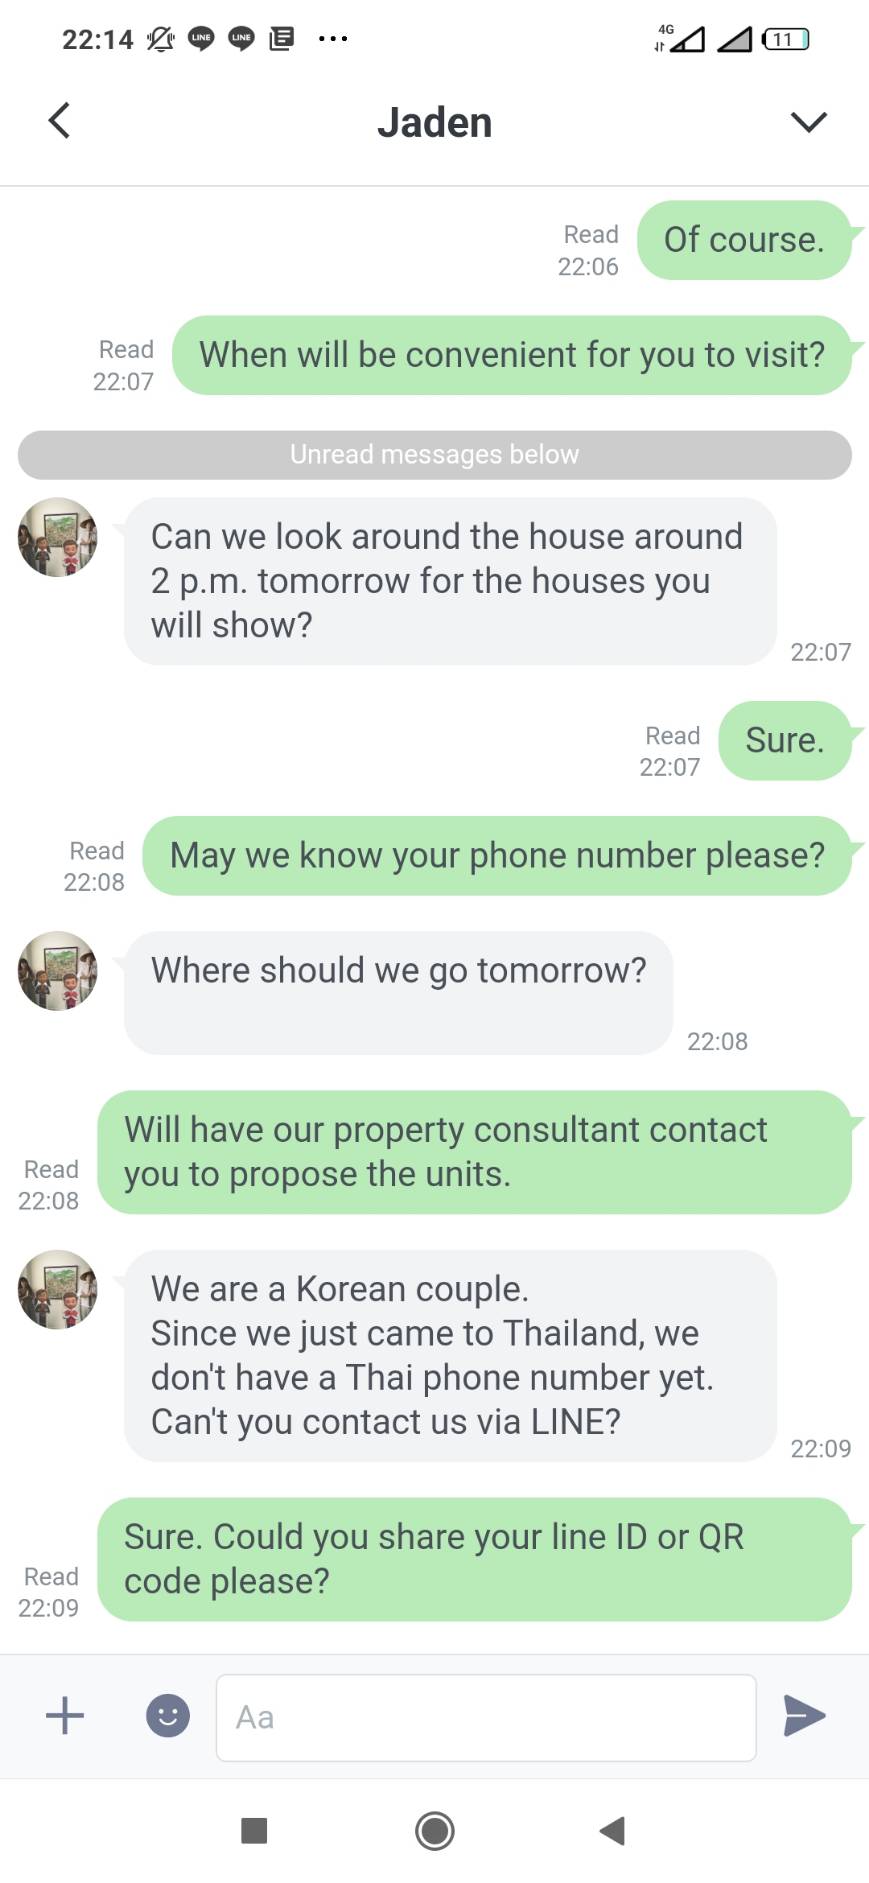 22:14 LINE LINE 4G 11
Jaden
Of course.
Read
22:06
When will be convenient for you to visit?
Read
22:07
Unread messages below
Can we look around the house around
2 p.m. tomorrow for the houses you
will show?
22:07
Sure.
Read
22:07
May we know your phone number please?
Read
22:08
Where should we go tomorrow?
22:08
Will have our property consultant contact
you to propose the units.
Read
22:08
We are a Korean couple.
Since we just came to Thailand, we
don't have a Thai phone number yet.
Can't you contact us via LINE?
22:09
Sure. Could you share your line ID or QR
code please?
Read
22:09
Aa